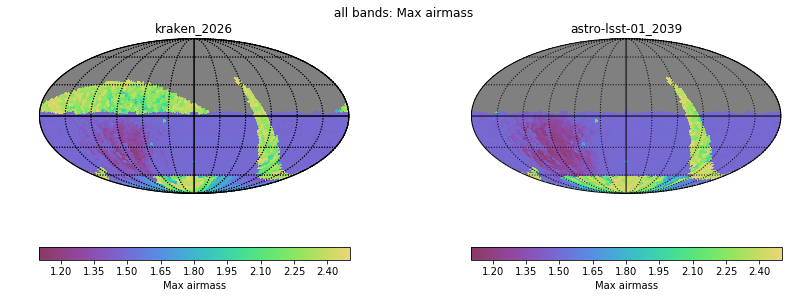 all bands: Max airmass
kraken_2026
astro-lsst-01_2039
1.20 1.35 1.50 1.65 1.80 1.95 2.10 2.25 2.40
Max airmass
1.20 1.35 1.50 1.65 1.80 1.95 2.10 2.25 2.40
Max airmass